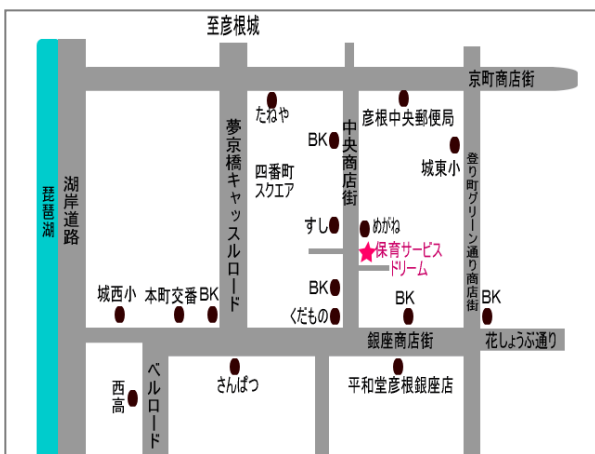 至彦根城
京町商店街
たねや
彦根中央郵便局
BK
城東小
夢京橋キャッスルロード
中央商店街
四番町
スクエア
登り町グリーン通り商店街
琵琶湖
湖岸道路
すし
めがね
保育サービス
ドリーム
城西小
本町交番
BK
BK
くだもの
BK
BK
銀座商店街
花しょうぶ通り
ベルロード
西高
さんぱつ
平和堂彦根銀座店